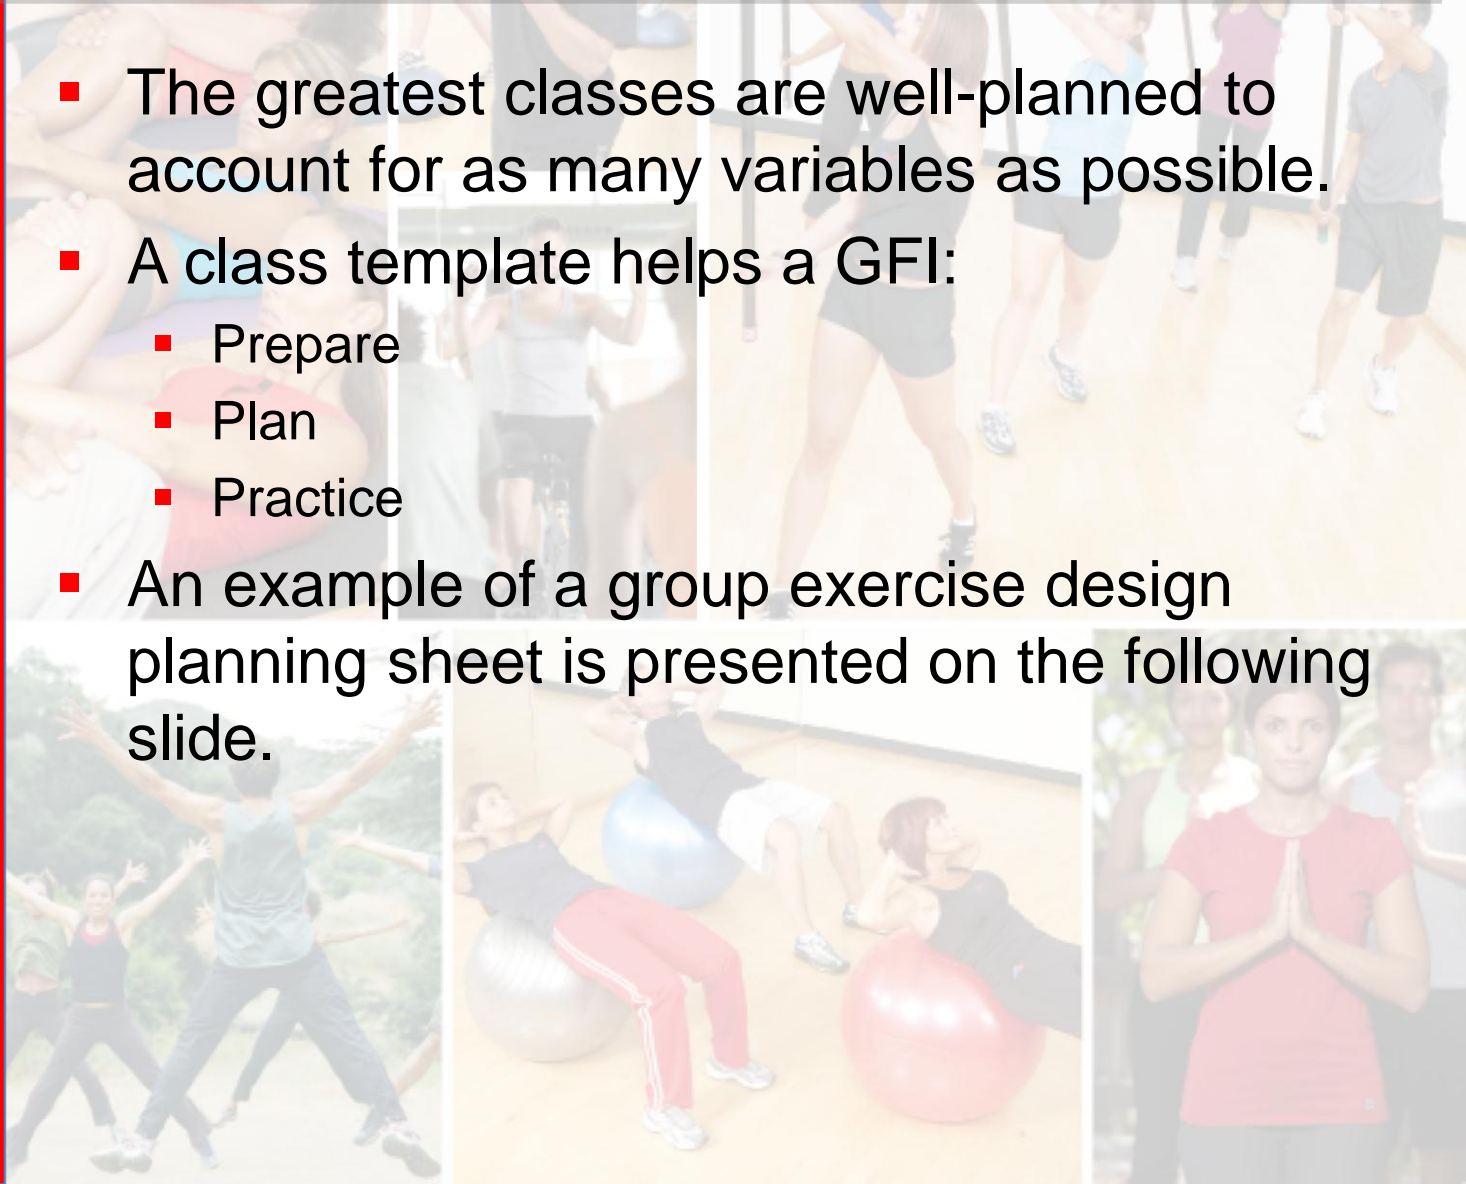 The greatest classes are well-planned to
account for as many variables as possible.
A class template helps a GFI:
Prepare
Plan
Practice
An example of a group exercise design
planning sheet is presented on the following
slide.